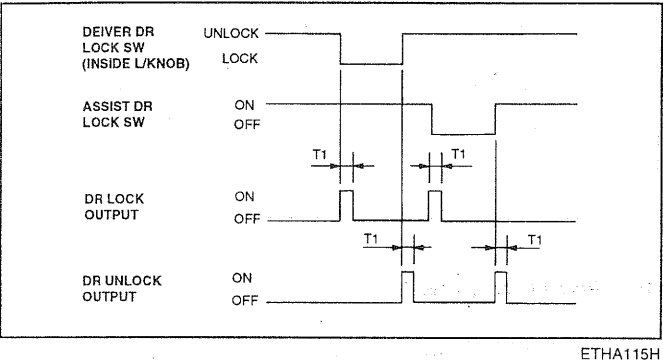 DEIVER DR UNLOCK
LOCK SW
(INSIDE L/KNOB) LOCK
ASSIST DR ON
LOCK SW OFF
T1 T1
DR LOCK ON
OUTPUT OFF
T1 T1
DR UNLOCK ON
OUTPUT OFF
ETHA115H